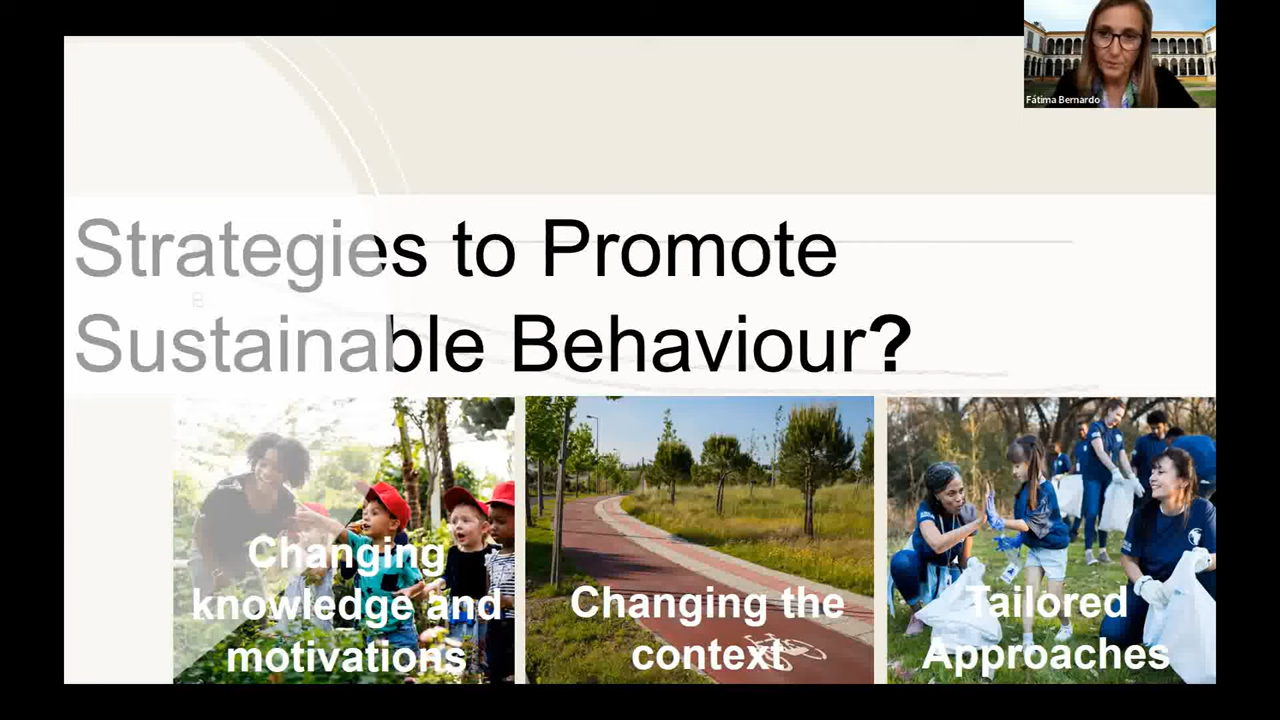 Fátima Bernardo
Strategies to Promote
Sustainable Behaviour?
Changing
knowledge and
motivations
Changing the
context
Tailored
Approaches